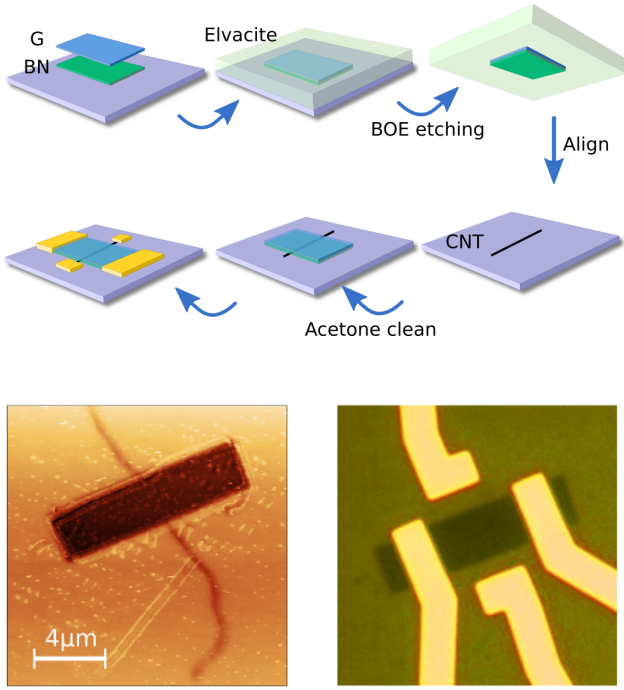 G
BN
Elvacite
BOE etching
Align
CNT
Acetone clean
4μm